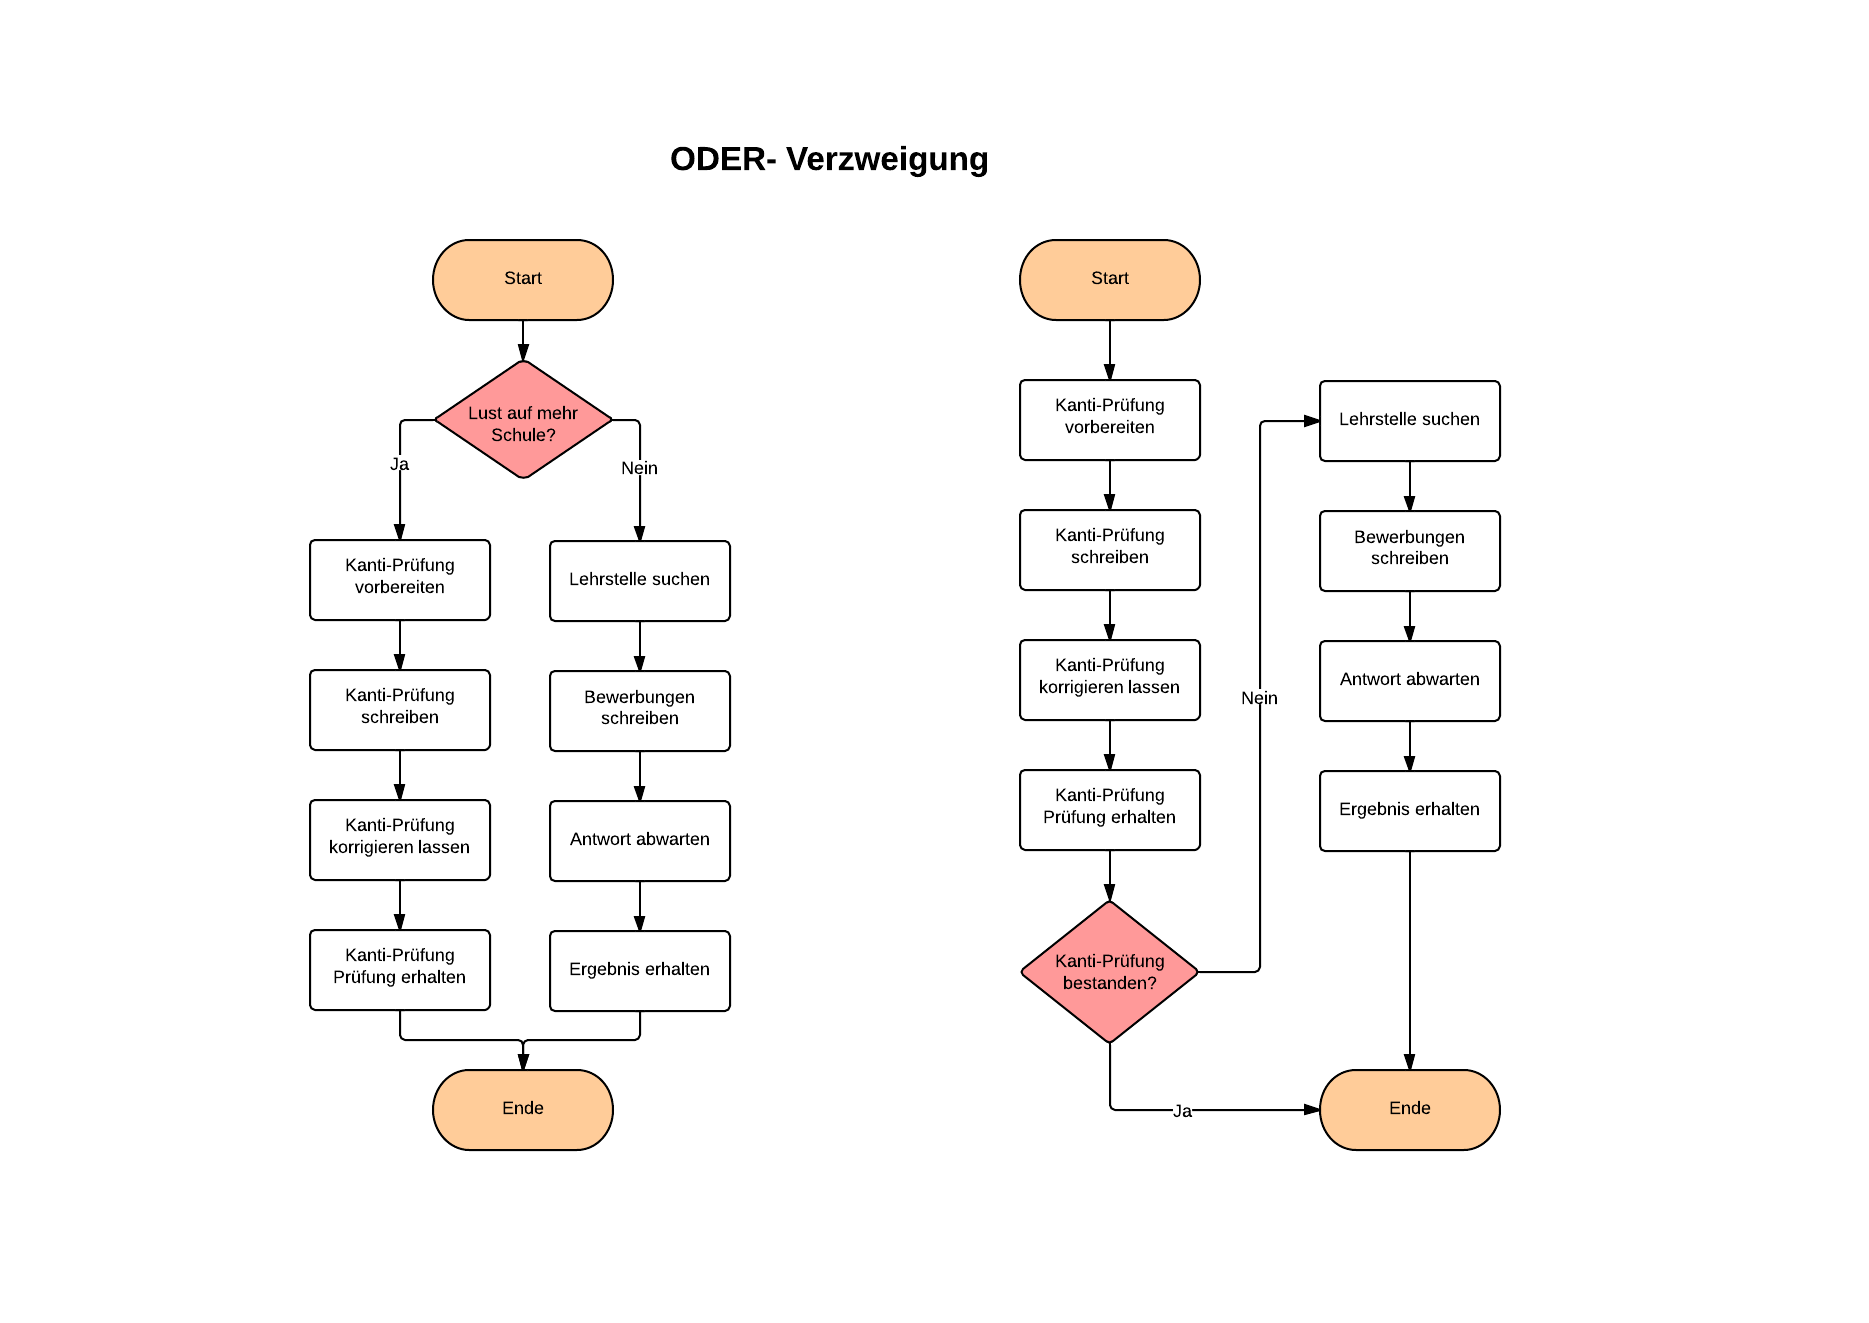 ODER- Verzweigung
Start
Lust auf mehr
Schule?
Ja
Nein
Kanti-Prüfung
vorbereiten
Kanti-Prüfung
schreiben
Kanti-Prüfung
korrigieren lassen
Kanti-Prüfung
Prüfung erhalten
Lehrstelle suchen
Bewerbungen
schreiben
Antwort abwarten
Ergebnis erhalten
Ende
Start
Kanti-Prüfung
vorbereiten
Kanti-Prüfung
schreiben
Kanti-Prüfung
korrigieren lassen
Kanti-Prüfung
Prüfung erhalten
Kanti-Prüfung
bestanden?
Nein
Ja
Lehrstelle suchen
Bewerbungen
schreiben
Antwort abwarten
Ergebnis erhalten
Ende